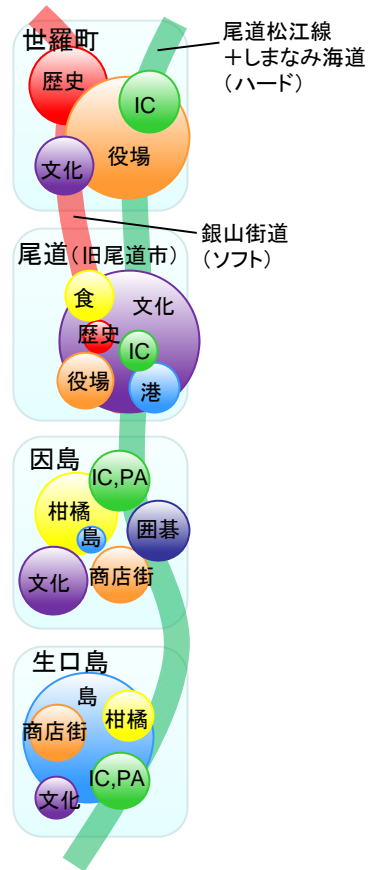 世羅町
歴史
IC
役場
文化
尾道松江線
＋しまなみ海道
（ハード）
銀山街道
（ソフト）
尾道（旧尾道市）
食
文化
歴史
IC
役場
港
因島
IC,PA
柑橘
島
囲碁
文化
商店街
生口島
島
柑橘
商店街
IC,PA
文化